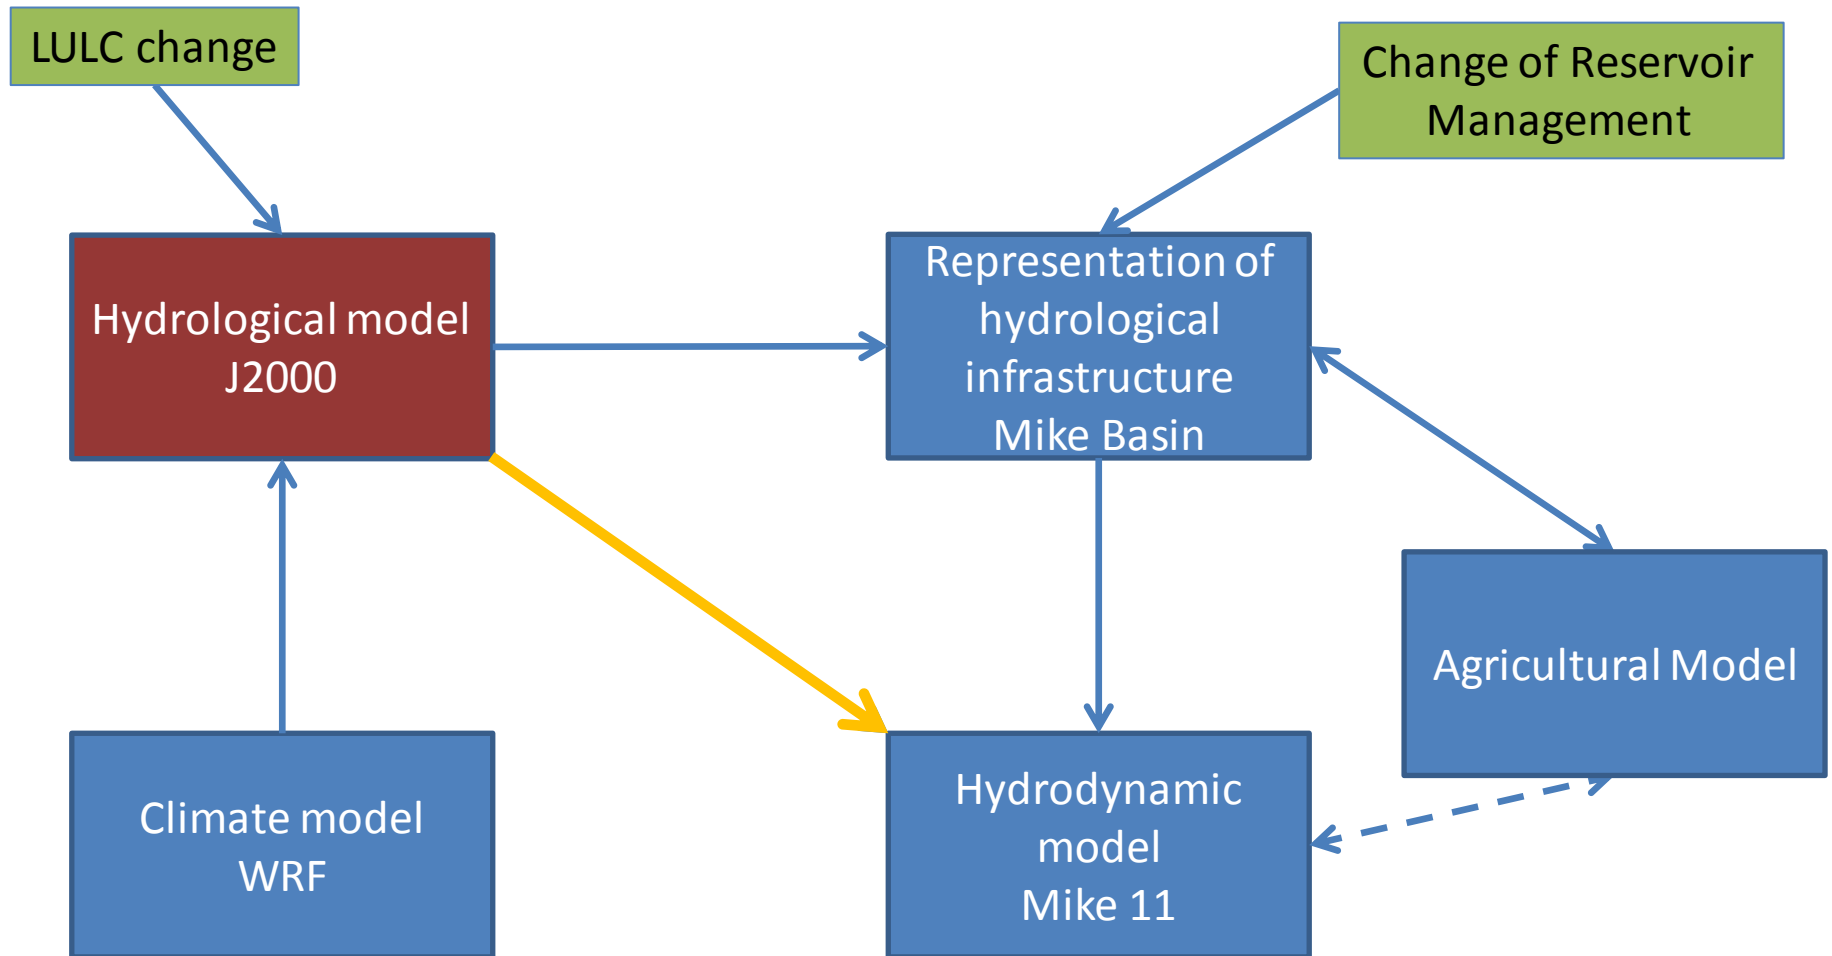 LULC change
Change of Reservoir
Management
Hydrological model
J2000
Representation of
hydrological
infrastructure
Mike Basin
Agricultural Model
Climate model
WRF
Hydrodynamic
model
Mike 11